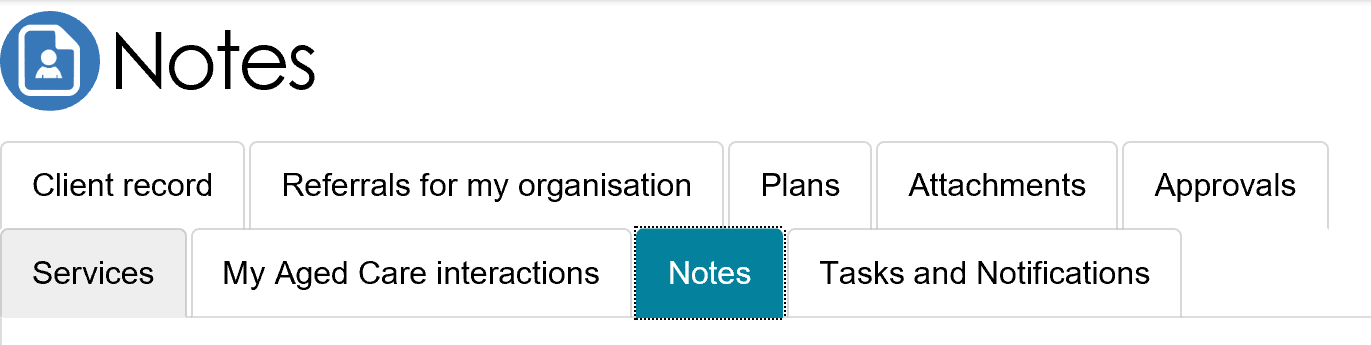 Notes
Client record Referrals for my organisation Plans Attachments Approvals
Services My Aged Care interactions Notes Tasks and Notifications